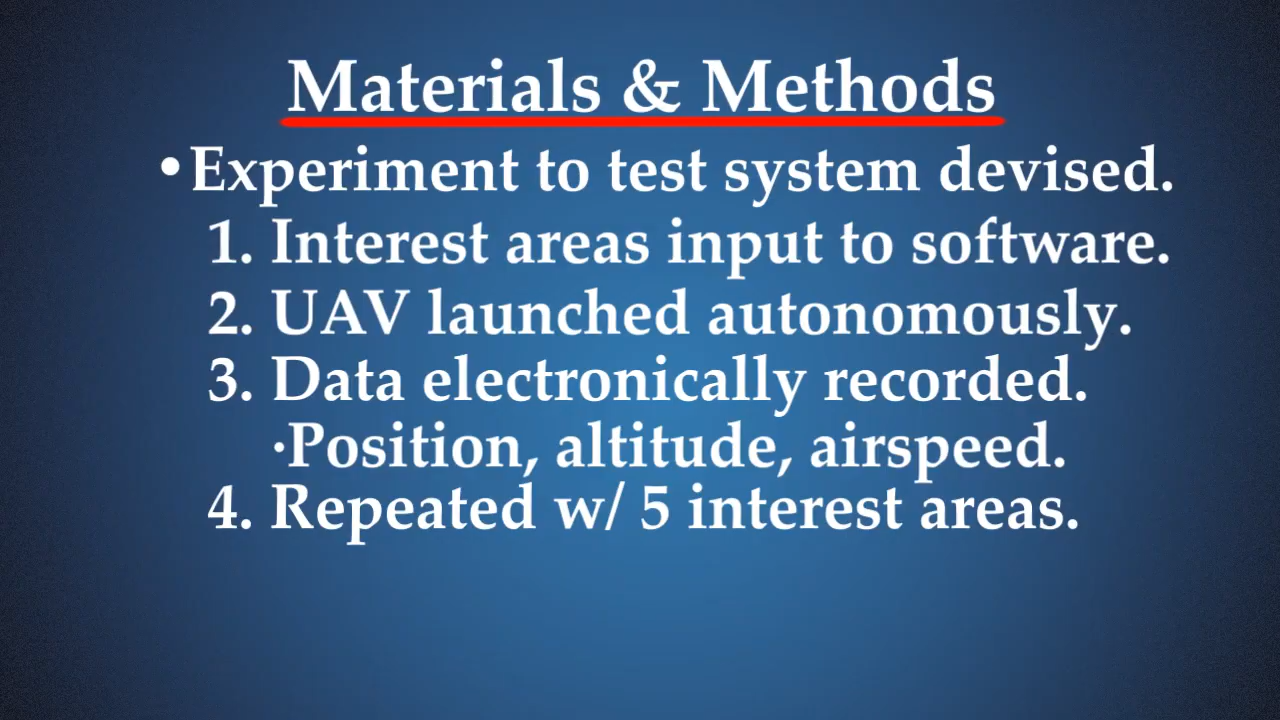 Materials & Methods
•Experiment to test system devised.
1. Interest areas input to software.
2. UAV launched autonomously.
3. Data electronically recorded.
·Position, altitude, airspeed.
4. Repeated w/ 5 interest areas.